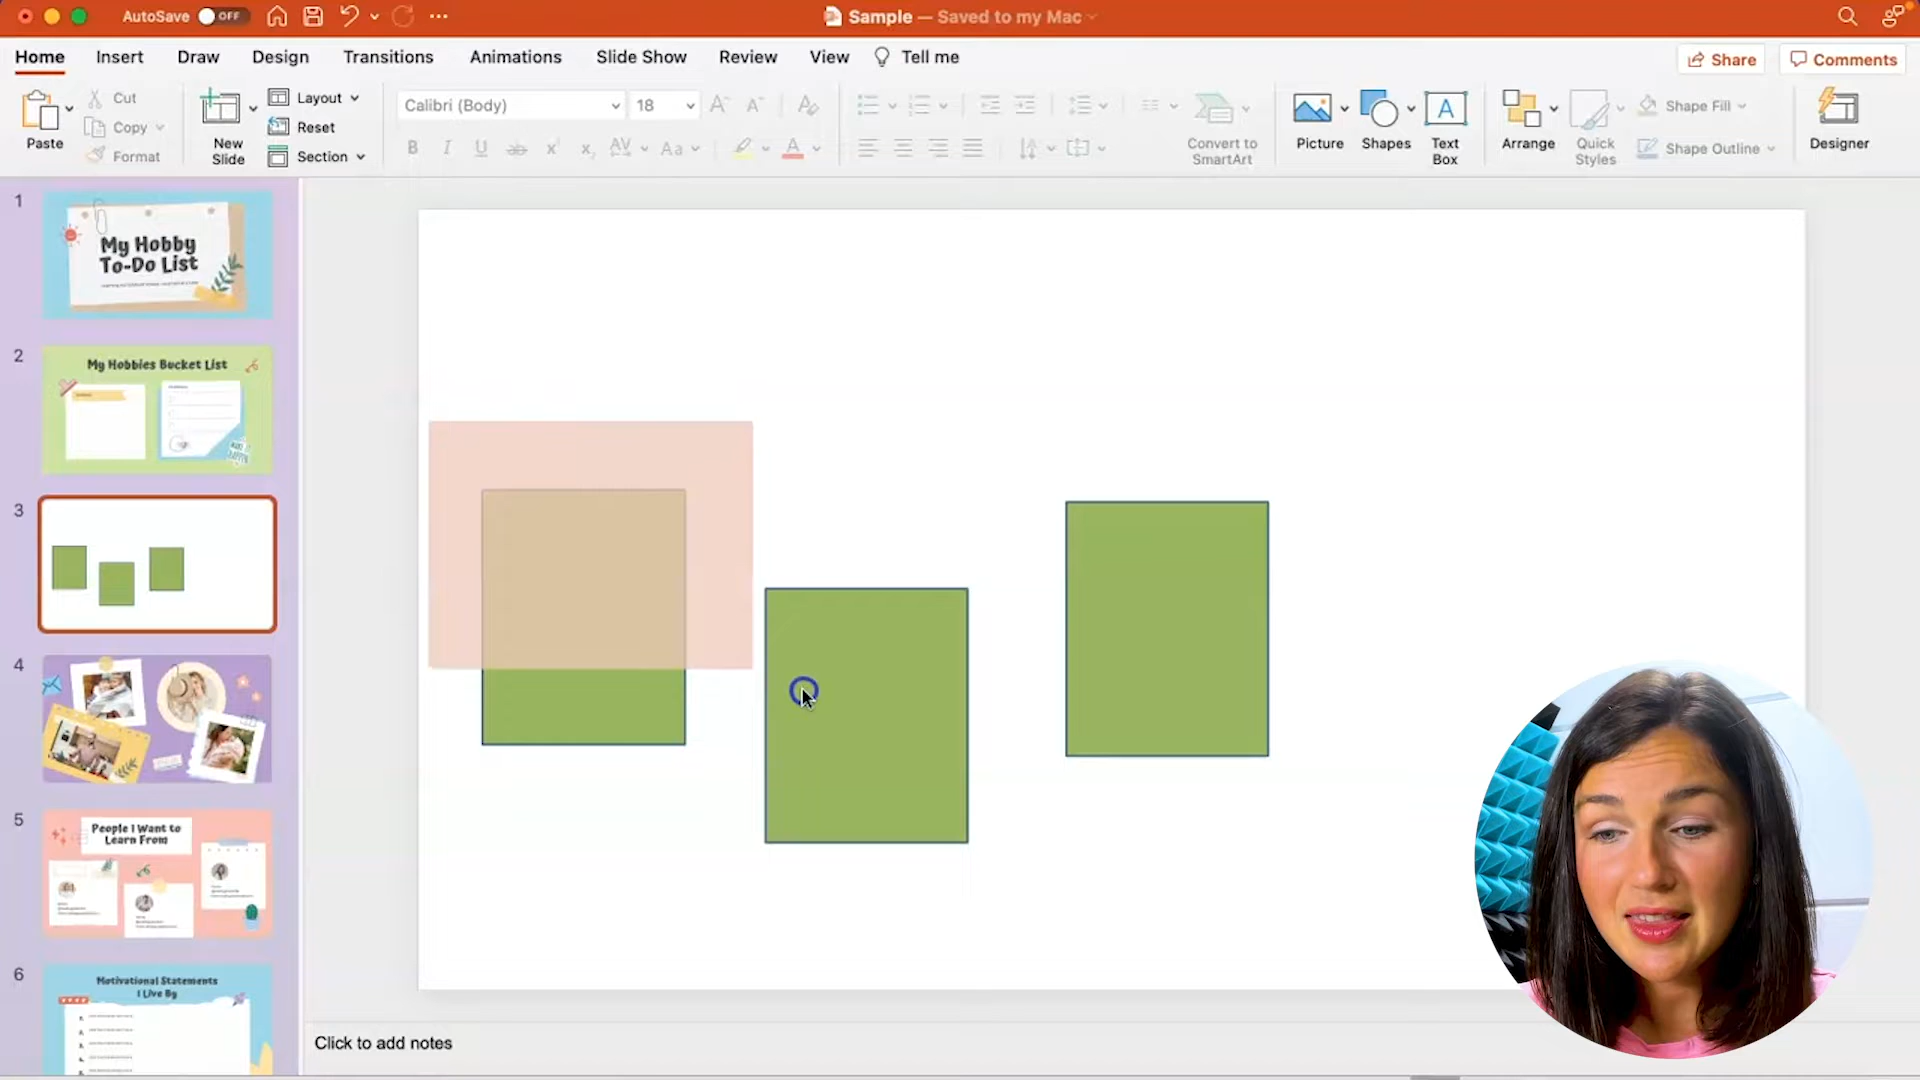 AutoSave OFF
Sample — Saved to my Mac
Home Insert Draw Design Transitions Animations Slide Show Review View Tell me
Share Comments
Paste
Cut
Copy
Format
New
Slide
Layout
Reset
Section
Calibri (Body) 18
B I U ab x x AV Aa A
Convert to
SmartArt
Picture
Shapes
Text
Box
Arrange
Quick
Styles
Shape Fill
Shape Outline
Designer
1
My Hobby
To-Do List
2
My Hobbies Bucket List
3
4
5
People I Want to
Learn From
6
Motivational Statements
I Live By
Click to add notes